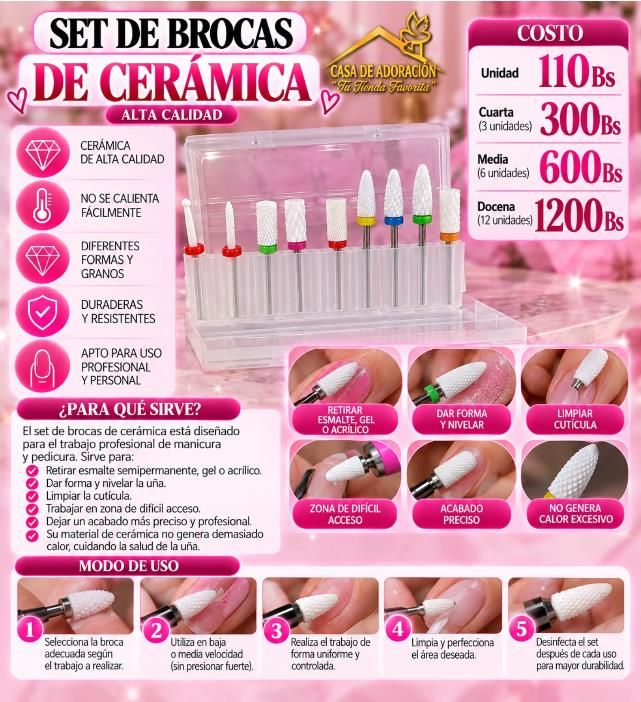 SET DE BROCAS
DE CERÁMICA
ALTA CALIDAD
CASA DE ADORACIÓN
"Tu Tienda Favorita"
COSTO
Unidad 110Bs
Cuarta
(3 unidades) 300Bs
Media
(6 unidades) 600Bs
Docena
(12 unidades) 1200Bs
CERÁMICA
DE ALTA CALIDAD
NO SE CALIENTA
FÁCILMENTE
DIFERENTES
FORMAS Y
GRANOS
DURADERAS
Y RESISTENTES
APTO PARA USO
PROFESIONAL
Y PERSONAL
¿PARA QUÉ SIRVE?
El set de brocas de cerámica está diseñado
para el trabajo profesional de manicura
y pedicura. Sirve para:
Retirar esmalte semipermanente, gel o acrílico.
Dar forma y nivelar la uña.
Limpiar la cutícula.
Trabajar en zona de difícil acceso.
Dejar un acabado más preciso y profesional.
Su material de cerámica no genera demasiado
calor, cuidando la salud de la uña.
RETIRAR
ESMALTE, GEL
O ACRÍLICO
DAR FORMA
Y NIVELAR
LIMPIAR
CUTÍCULA
ZONA DE DIFÍCIL
ACCESO
ACABADO
PRECISO
NO GENERA
CALOR EXCESIVO
MODO DE USO
1
Selecciona la broca
adecuada según
el trabajo a realizar.
2
Utiliza en baja
o media velocidad
(sin presionar fuerte).
3
Realiza el trabajo de
forma uniforme y
controlada.
4
Limpia y perfecciona
el área deseada.
5
Desinfecta el set
después de cada uso
para mayor durabilidad.